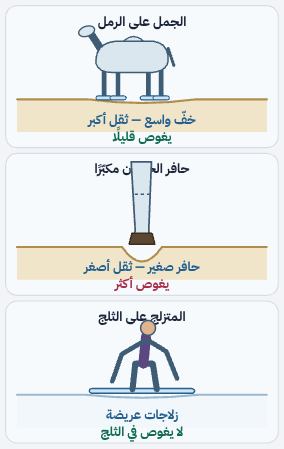 الجمل على الرمل
خفّ واسع – ثقل أكبر
يغوص قليلًا
حافر مكبّرًا
حافر صغير – ثقل أصغر
يغوص أكثر
المتزلج على الثلج
زلاجات عريضة
لا يغوص في الثلج